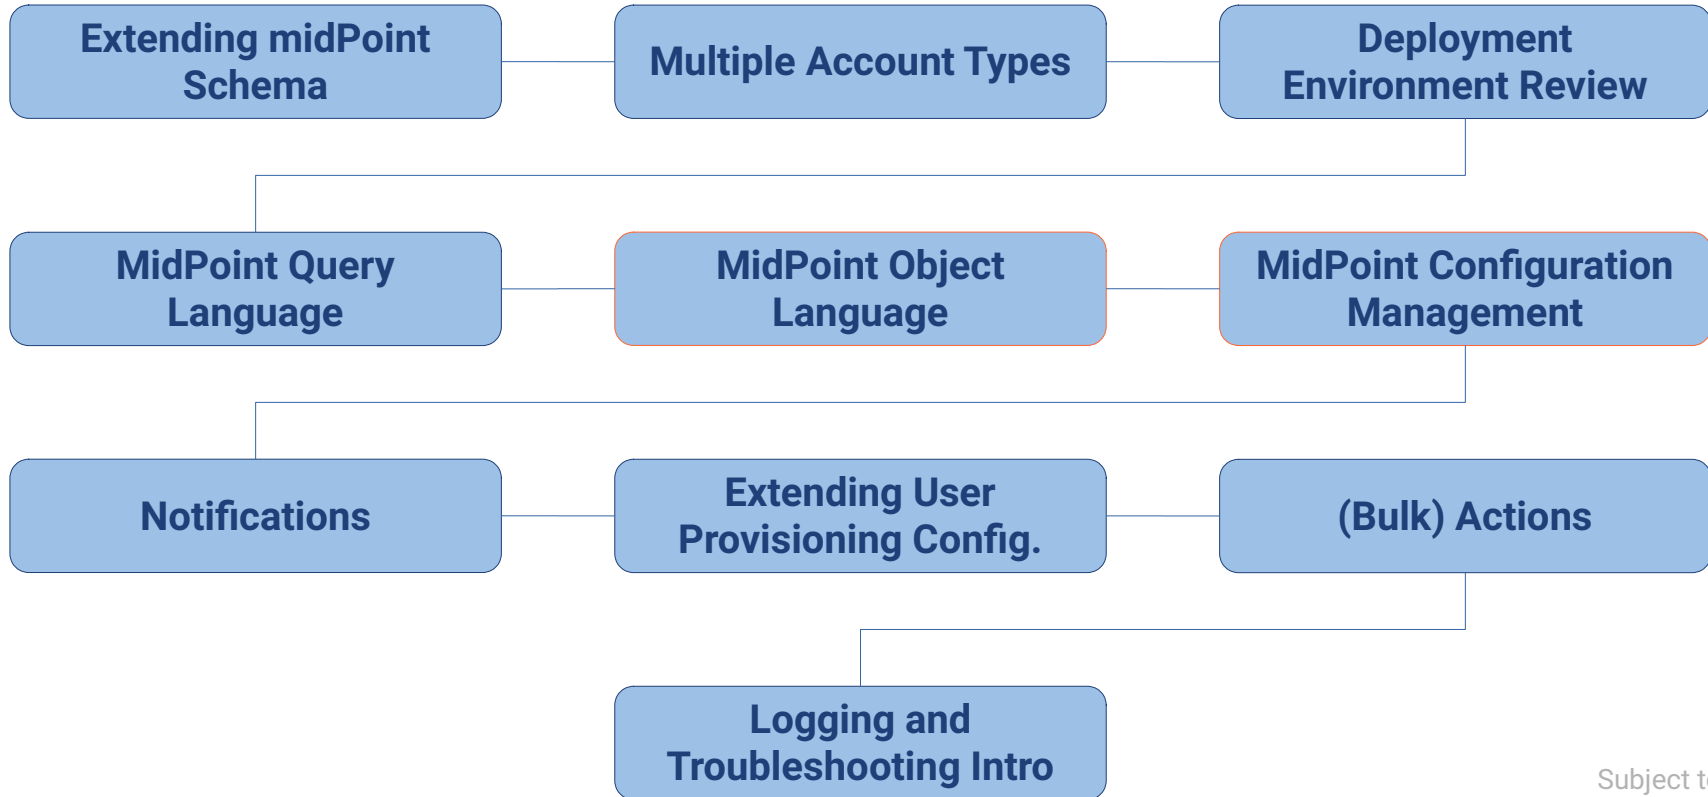 Extending midPoint
Schema
Multiple Account Types
Deployment
Environment Review
MidPoint Query
Language
MidPoint Object
Language
MidPoint Configuration
Management
Notifications
Extending User
Provisioning Config.
(Bulk) Actions
Logging and
Troubleshooting Intro
Subject